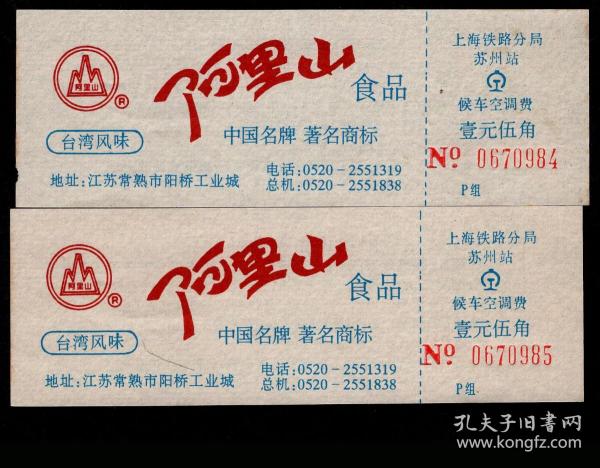 阿里山
®
阿里山
食品
台湾风味
中国名牌 著名商标
地址:江苏常熟市阳桥工业城
电话:0520-2551319
总机:0520-2551838
上海铁路分局
苏州站
候车空调费
壹元伍角
№ 0670984
P组
阿里山
®
阿里山
食品
台湾风味
中国名牌 著名商标
地址:江苏常熟市阳桥工业城
电话:0520-2551319
总机:0520-2551838
上海铁路分局
苏州站
候车空调费
壹元伍角
№ 0670985
P组
孔夫子旧书网
www.kongfz.com